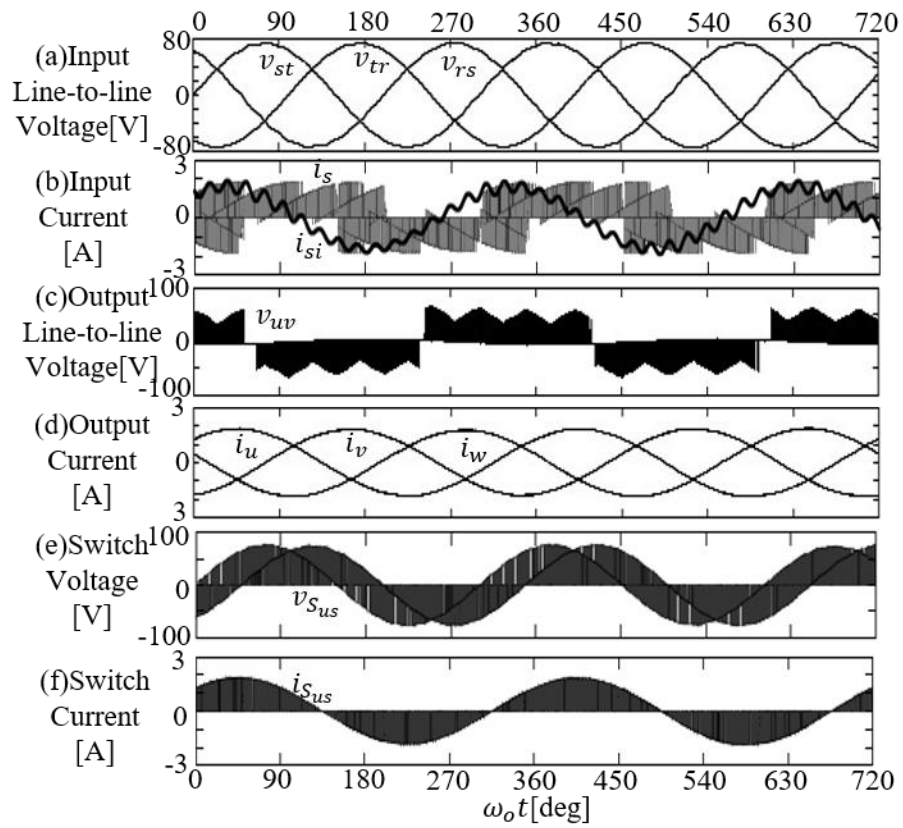 0 90 180 270 360 450 540 630 720
(a)Input
Line-to-line
Voltage[V]
80
0
-80
v_st v_tr v_rs
(b)Input
Current
[A]
3
0
-3
i_s
i_si
(c)Output
Line-to-line
Voltage[V]
100
0
-100
v_uv
(d)Output
Current
[A]
3
0
3
i_u i_v i_w
(e)Switch
Voltage
[V]
100
0
-100
v_S_us
(f)Switch
Current
[A]
3
0
-3
i_S_us
0 90 180 270 360 450 540 630 720
ω_o t[deg]